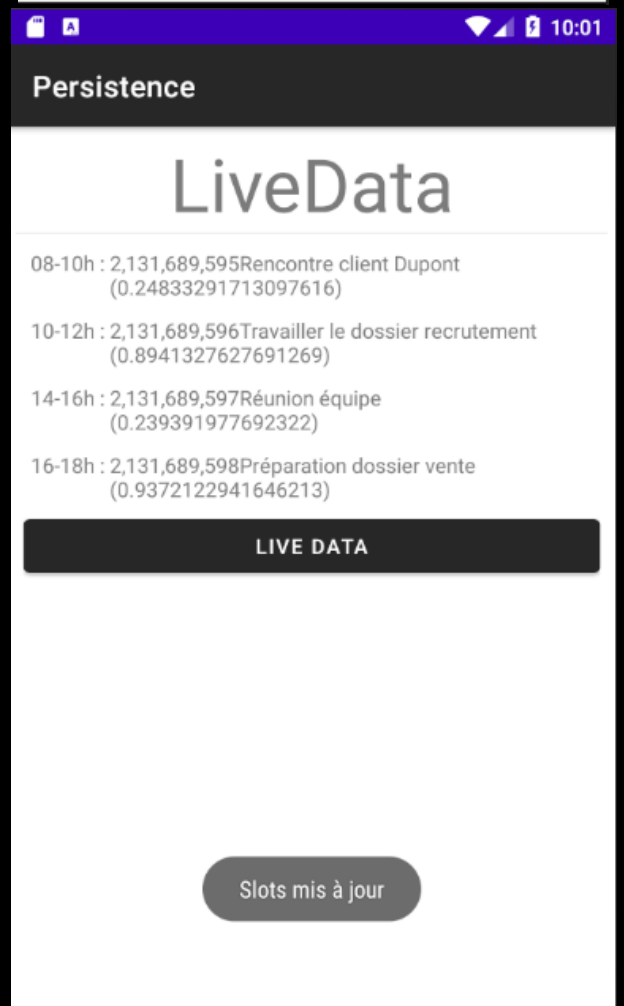 10:01
Persistence
LiveData
08-10h : 2,131,689,595Rencontre client Dupont
(0.24833291713097616)
10-12h : 2,131,689,596Travailler le dossier recrutement
(0.89413276​27691269)
14-16h : 2,131,689,597Réunion équipe
(0.239391977692322)
16-18h : 2,131,689,598Préparation dossier vente
(0.9372122941646213)
LIVE DATA
Slots mis à jour